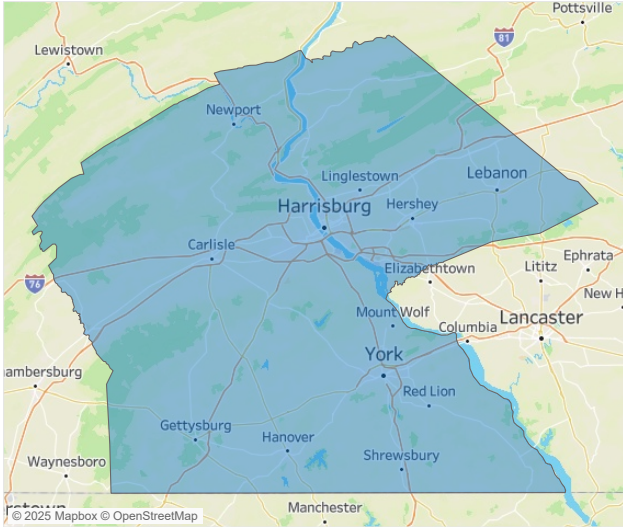 Pottsville
81
Lewistown
Newport
Linglestown
Lebanon
Harrisburg
Hershey
Carlisle
Ephrata
Elizabethtown
Lititz
76
New H
Mount Wolf
Lancaster
Columbia
York
hambersburg
Red Lion
Gettysburg
Hanover
Shrewsbury
Waynesboro
Manchester
© 2025 Mapbox © OpenStreetMap